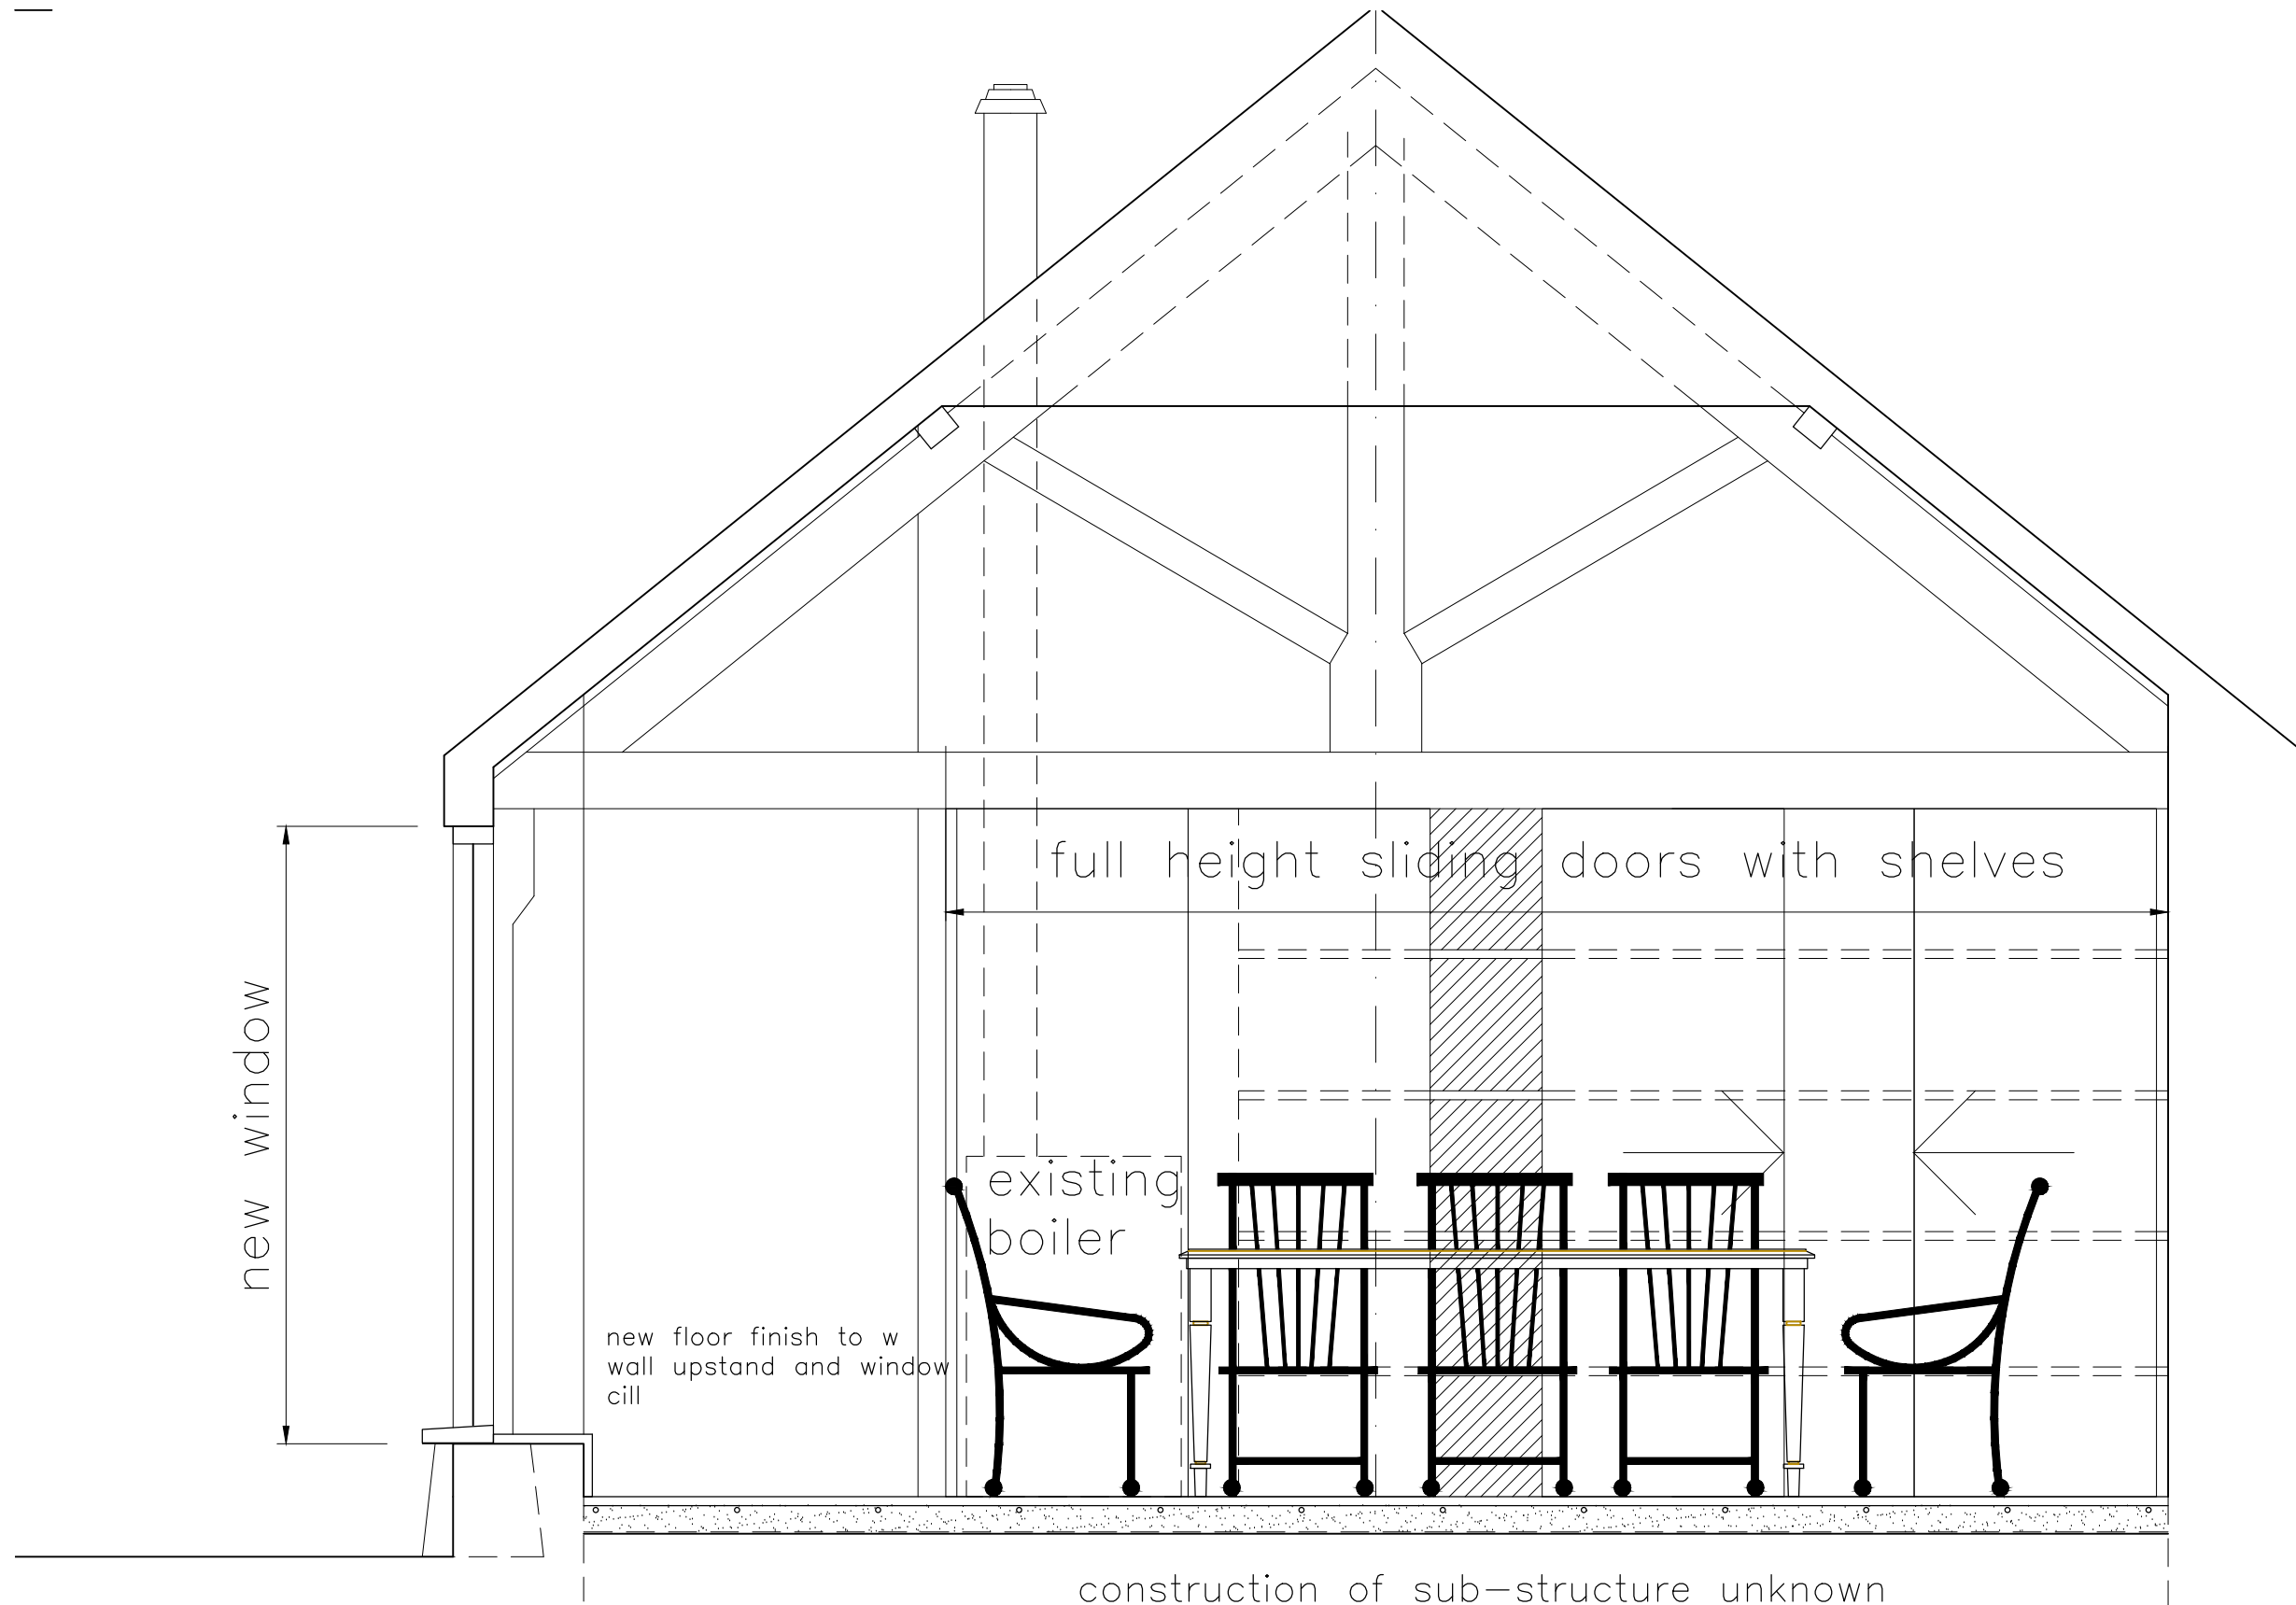 full height sliding doors with shelves
new window
existing
boiler
new floor finish to w
wall upstand and window
cill
construction of sub-structure unknown